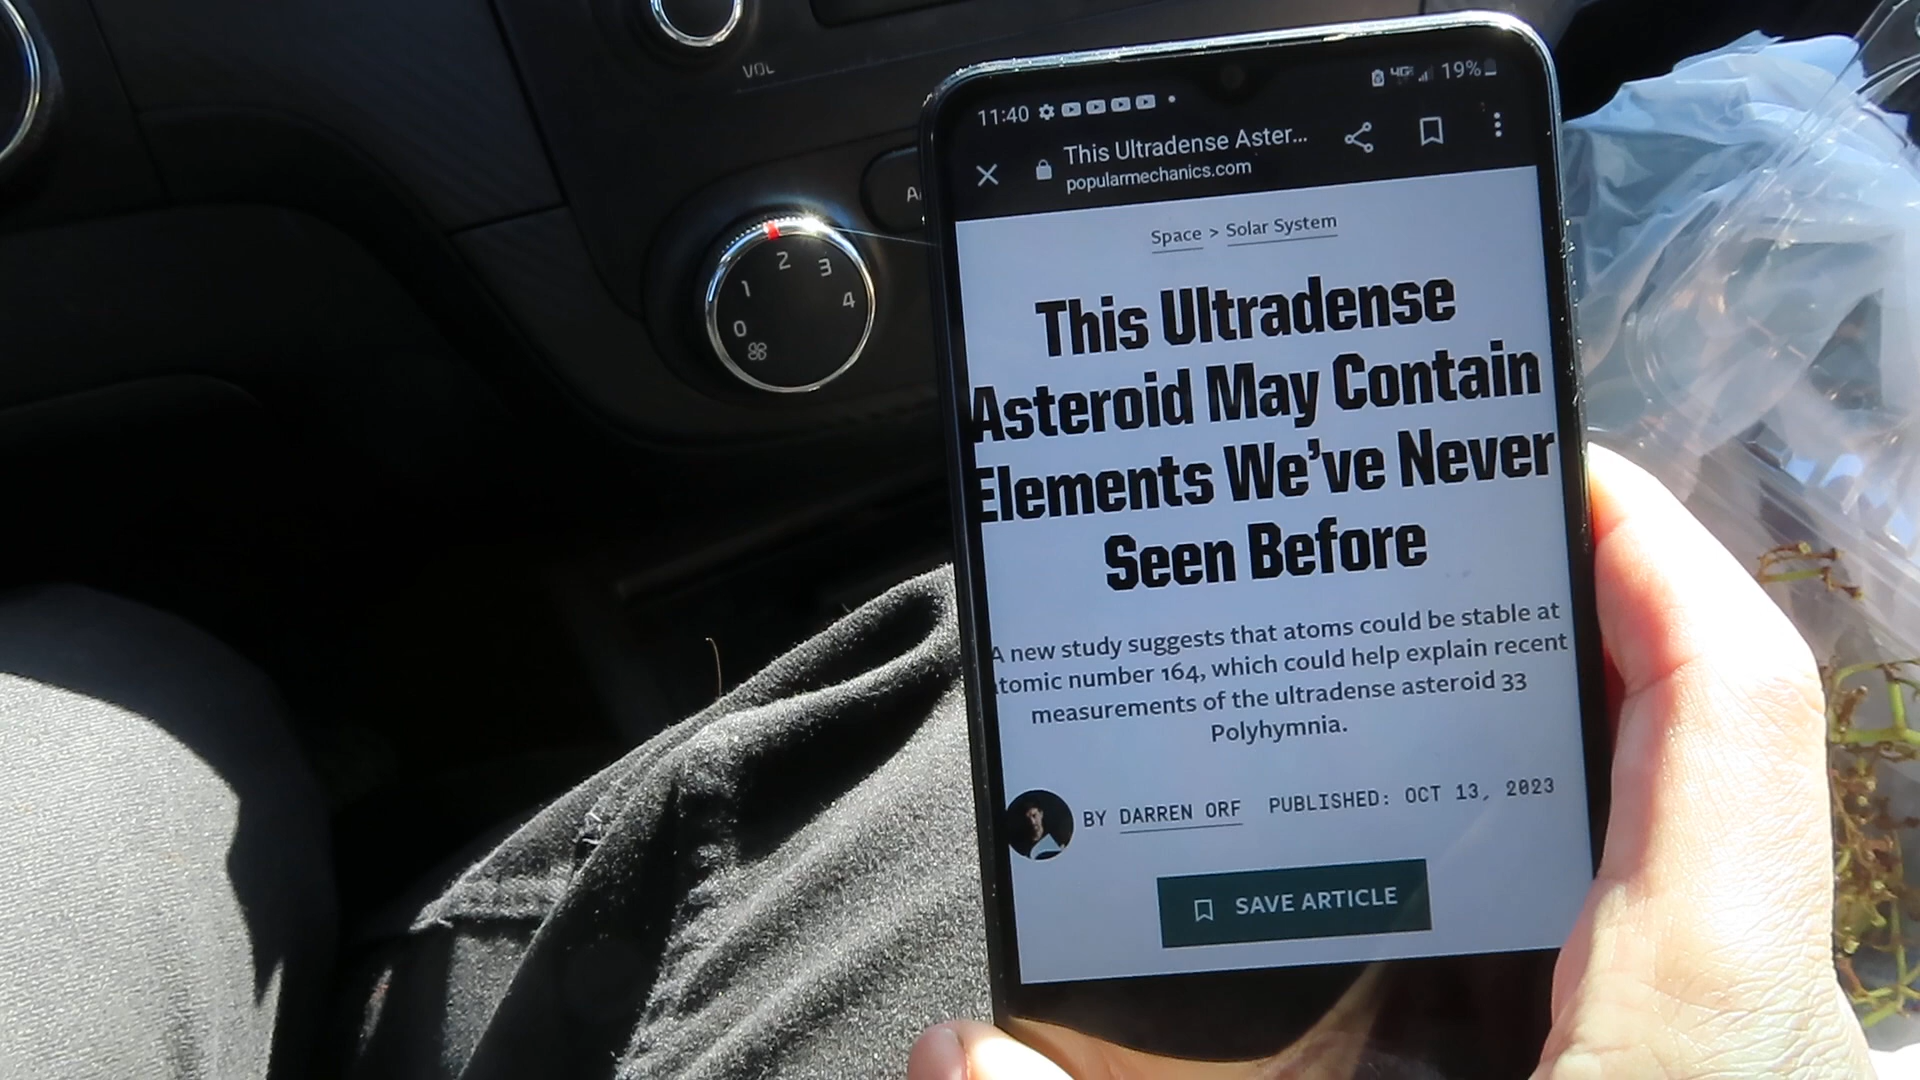 VOL
2
3
1
4
0
11:40
4G
19%
This Ultradense Aster...
popularmechanics.com
Space > Solar System
This Ultradense
Asteroid May Contain
Elements We've Never
Seen Before
A new study suggests that atoms could be stable at
atomic number 164, which could help explain recent
measurements of the ultradense asteroid 33
Polyhymnia.
BY DARREN ORF PUBLISHED: OCT 13, 2023
SAVE ARTICLE